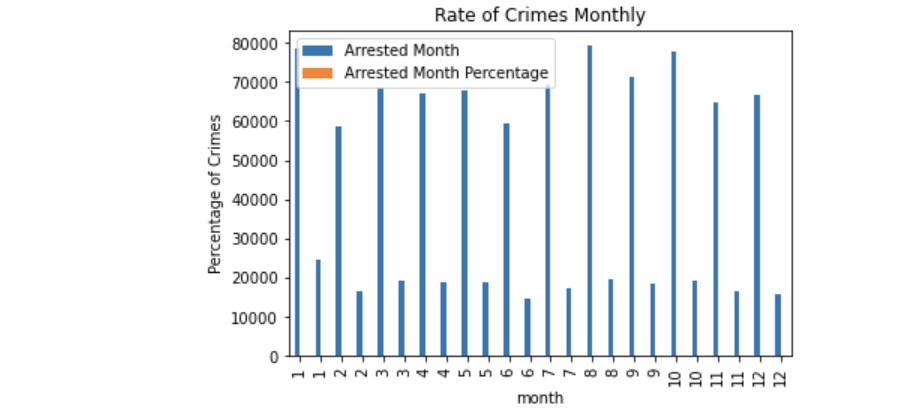 Rate of Crimes Monthly
Arrested Month
Arrested Month Percentage
Percentage of Crimes
80000
70000
60000
50000
40000
30000
20000
10000
0
1 1 2 2 3 3 4 4 5 5 6 6 7 7 8 8 9 9 10 10 11 11 12 12
month